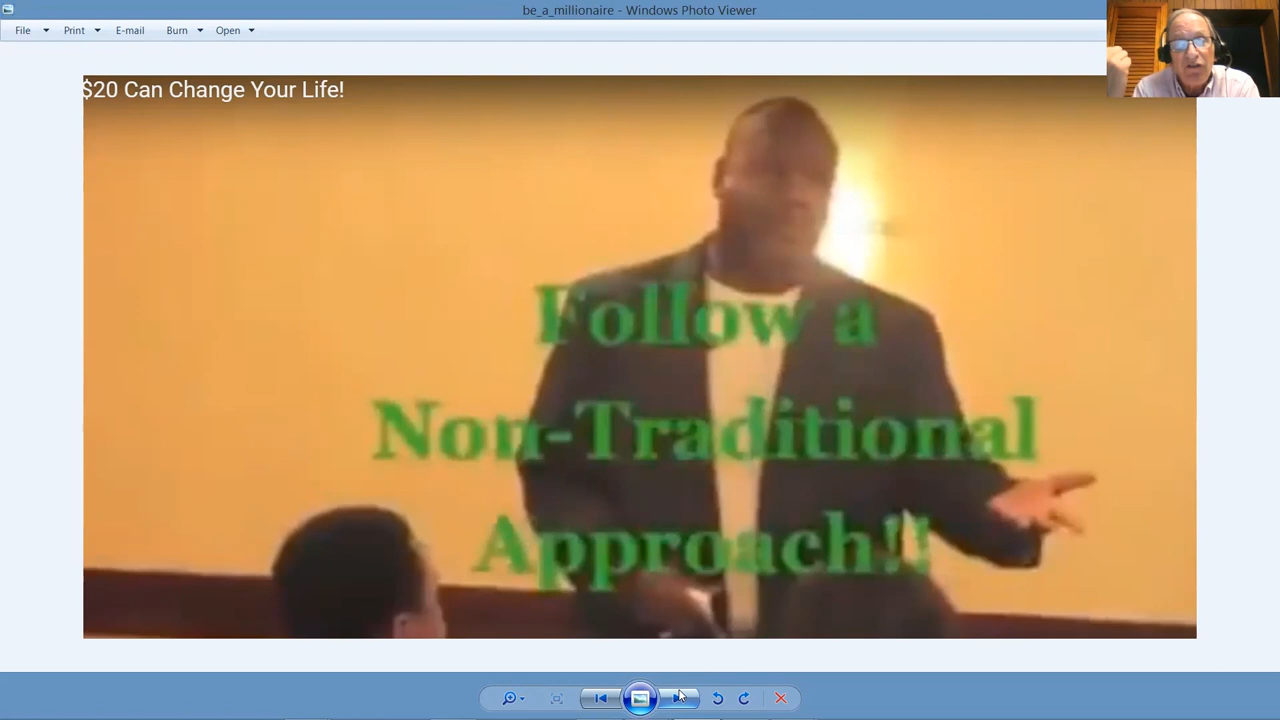 be_a_millionaire - Windows Photo Viewer
File Print E-mail Burn Open
$20 Can Change Your Life!
Follow a
Non-Traditional
Approach!!